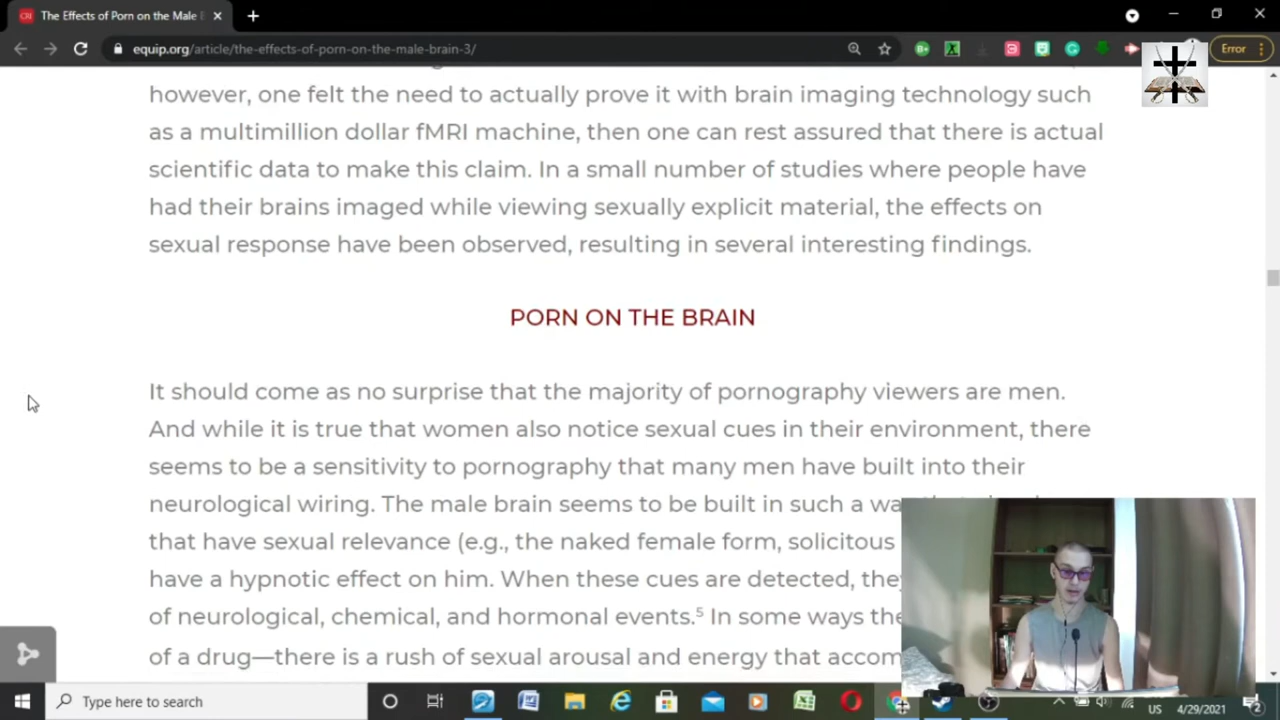 The Effects of Porn on the Male
equip.org/article/the-effects-of-porn-on-the-male-brain-3/
Error
however, one felt the need to actually prove it with brain imaging technology such
as a multimillion dollar fMRI machine, then one can rest assured that there is actual
scientific data to make this claim. In a small number of studies where people have
had their brains imaged while viewing sexually explicit material, the effects on
sexual response have been observed, resulting in several interesting findings.
PORN ON THE BRAIN
It should come as no surprise that the majority of pornography viewers are men.
And while it is true that women also notice sexual cues in their environment, there
seems to be a sensitivity to pornography that many men have built into their
neurological wiring. The male brain seems to be built in such a
that have sexual relevance (e.g., the naked female form, solicitous
have a hypnotic effect on him. When these cues are detected,
of neurological, chemical, and hormonal events.⁵ In some ways
of a drug—there is a rush of sexual arousal and energy that
Type here to search
US
4/29/2021
2